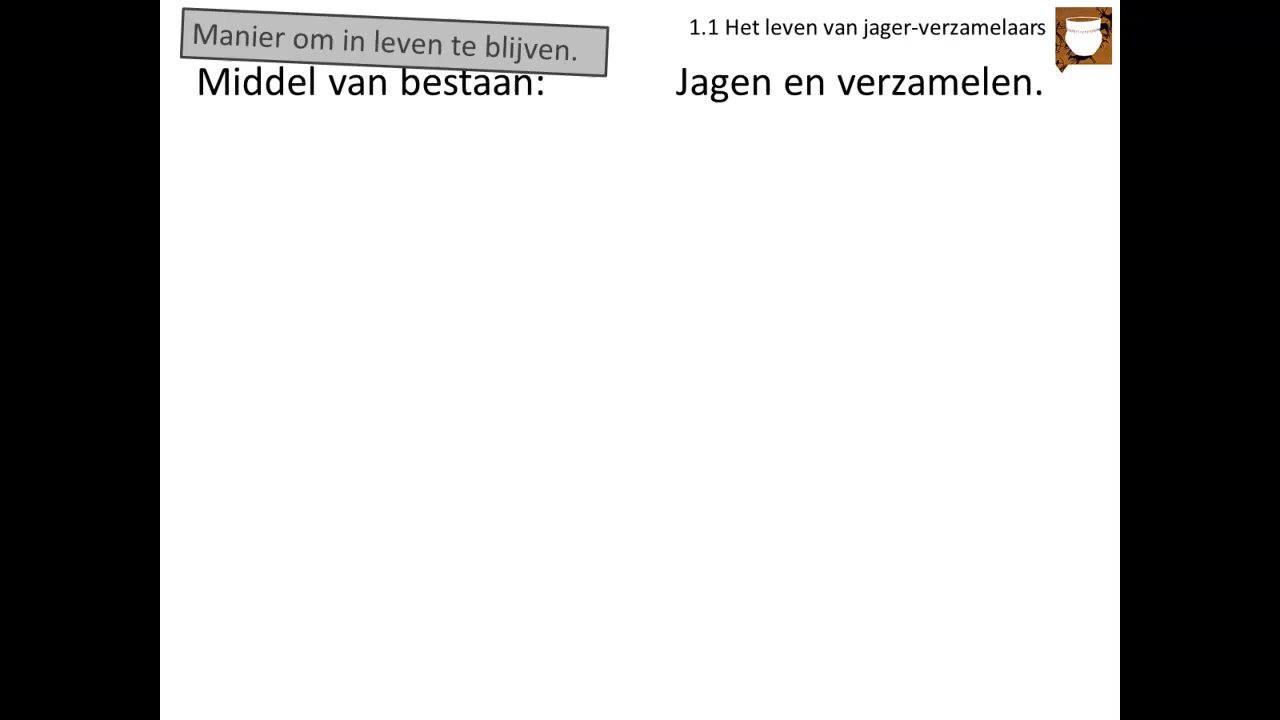 Manier om in leven te blijven.
1.1 Het leven van jager-verzamelaars
Middel van bestaan:
Jagen en verzamelen.